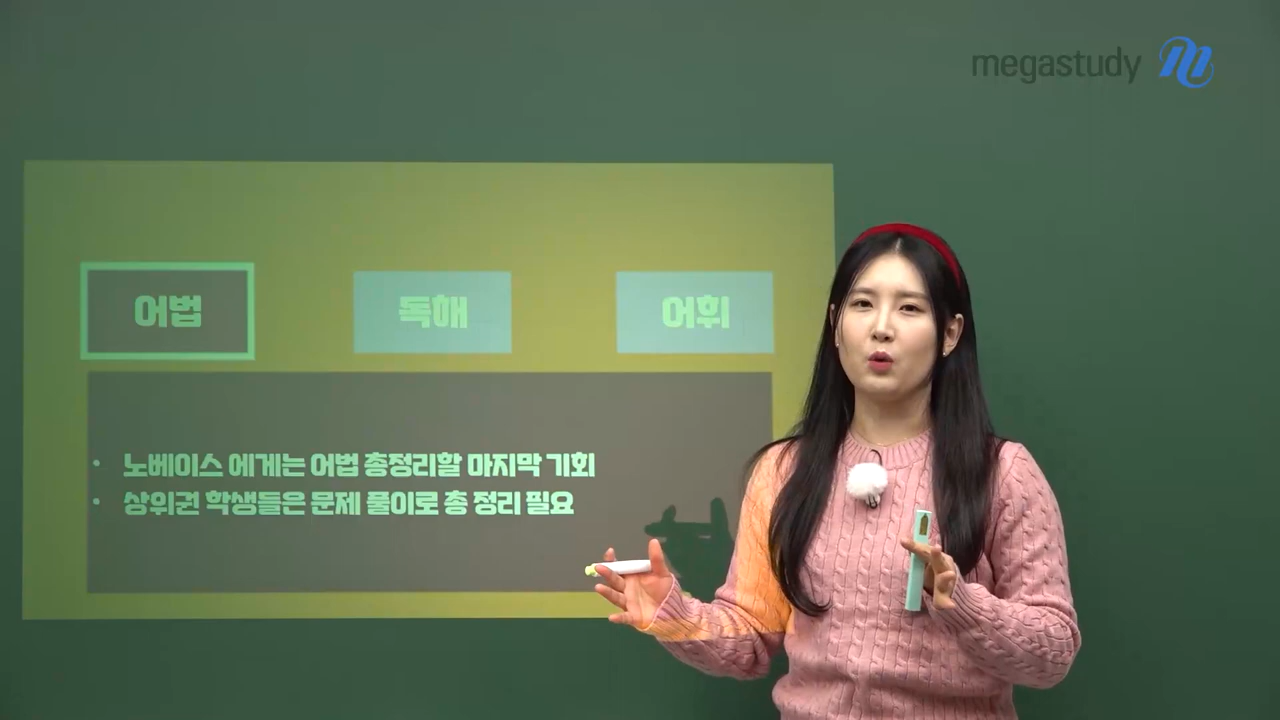 megastudy
어법
독해
어휘
• 노베이스 에게는 어법 총정리할 마지막 기회
• 상위권 학생들은 문제 풀이로 총 정리 필요